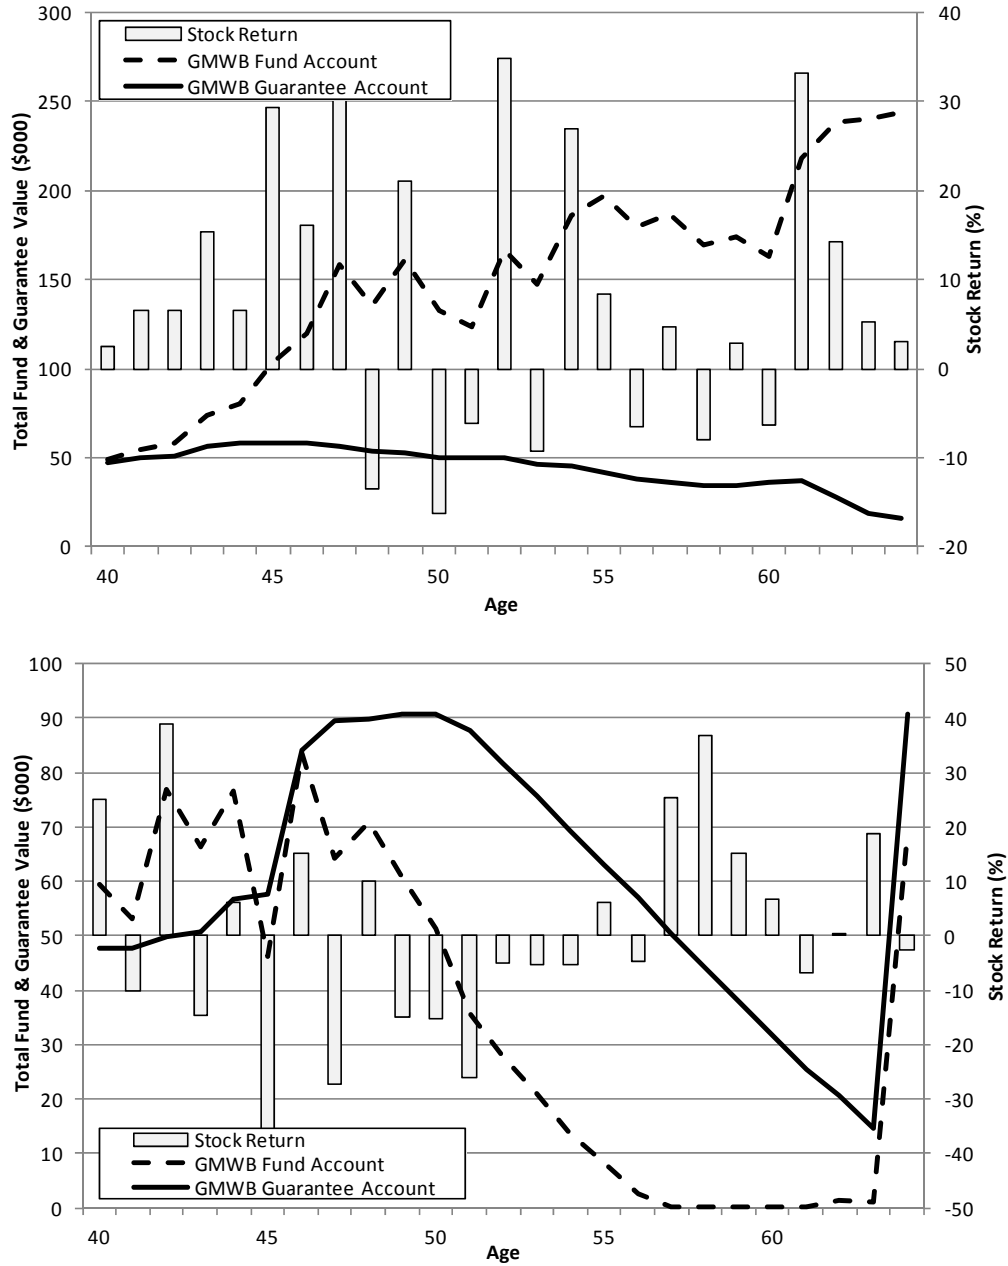 300
250
200
150
100
50
0
Total Fund & Guarantee Value ($000)
Stock Return
GMWB Fund Account
GMWB Guarantee Account
40
30
20
10
0
-10
-20
Stock Return (%)
40 45 50 55 60
Age
100
90
80
70
60
50
40
30
20
10
0
Total Fund & Guarantee Value ($000)
50
40
30
20
10
0
-10
-20
-30
-40
-50
Stock Return (%)
Stock Return
GMWB Fund Account
GMWB Guarantee Account
40 45 50 55 60
Age